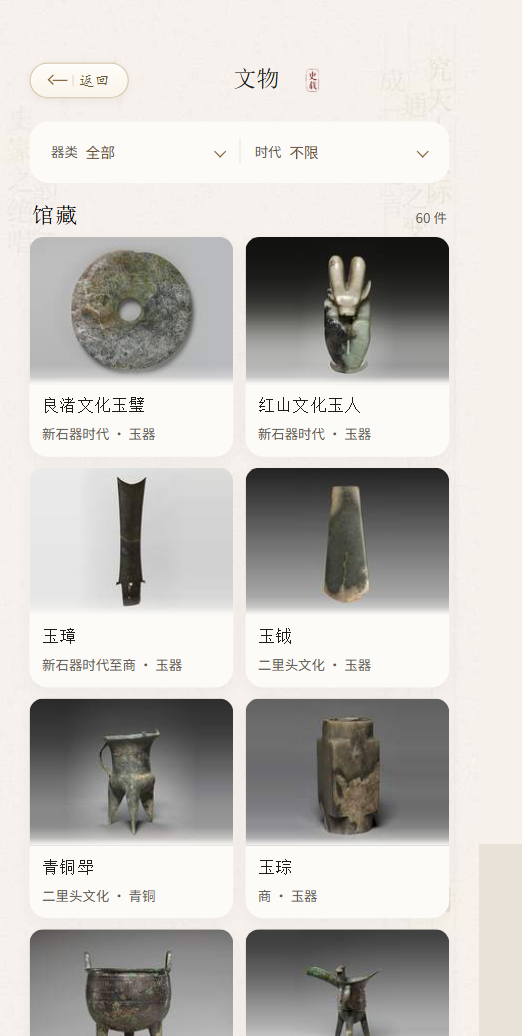 返回
文物
史载
器类 全部
时代 不限
馆藏
60 件
良渚文化玉璧
新石器时代 · 玉器
红山文化玉人
新石器时代 · 玉器
玉璋
新石器时代至商 · 玉器
玉钺
二里头文化 · 玉器
青铜斝
二里头文化 · 青铜
玉琮
商 · 玉器